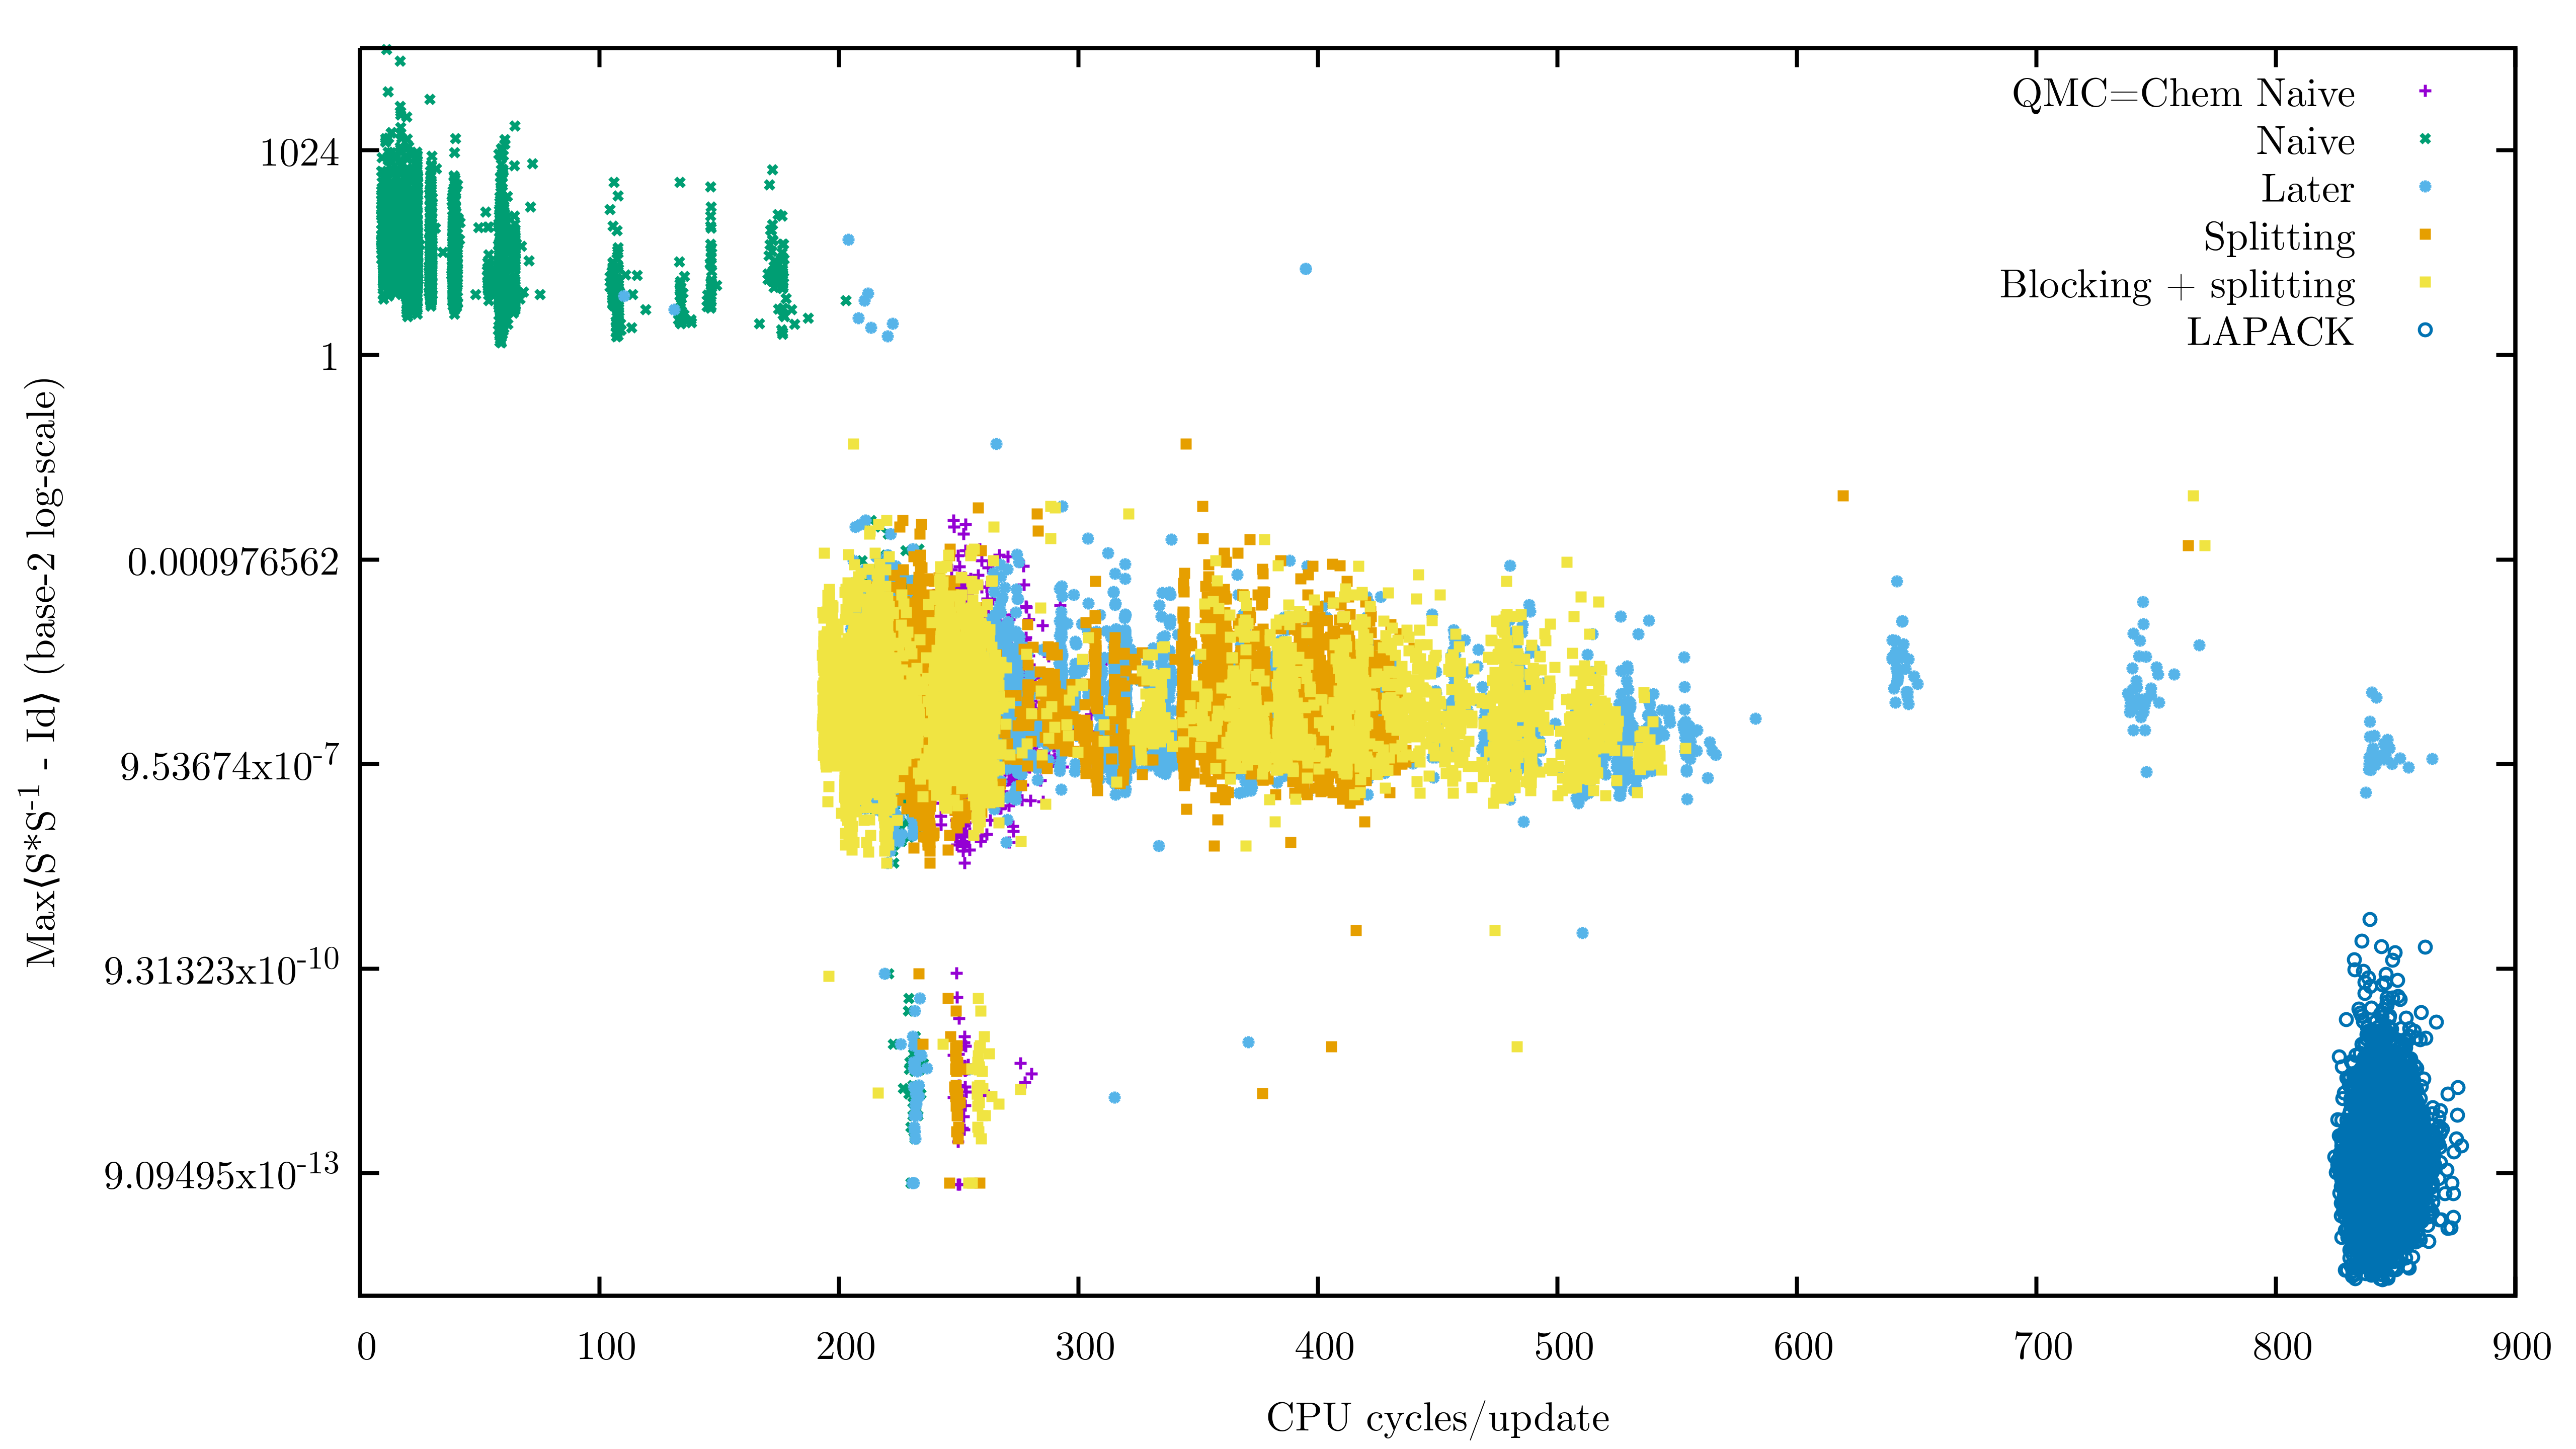 QMC=Chem Naive
Naive
Later
Splitting
Blocking + splitting
LAPACK
1024
1
0.000976562
9.53674x10-7
9.31323x10-10
9.09495x10-13
Max⟨S*S-1 - Id⟩ (base-2 log-scale)
0 100 200 300 400 500 600 700 800 900
CPU cycles/update